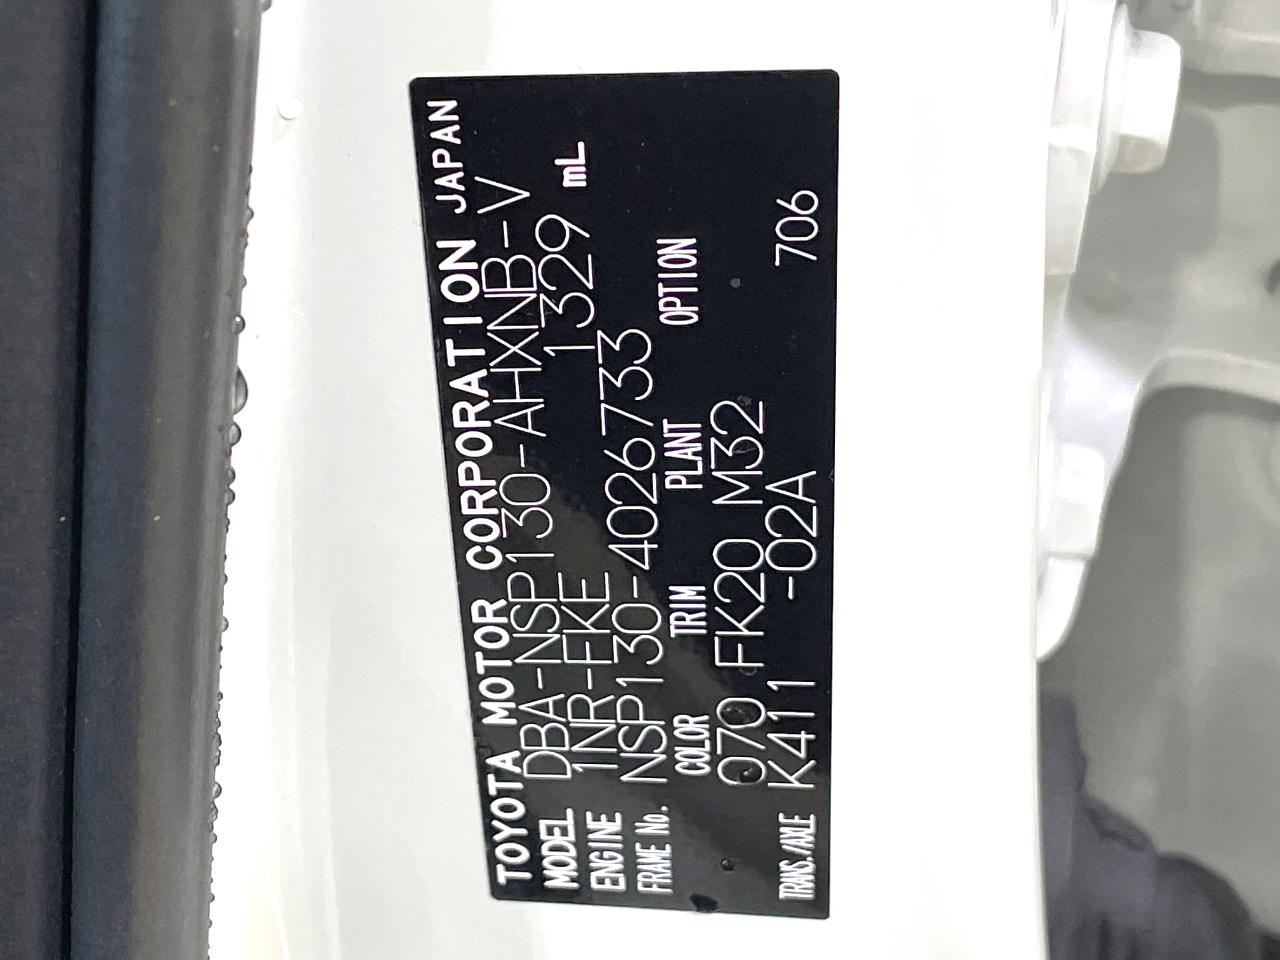 TOYOTA MOTOR CORPORATION JAPAN
MODEL DBA-NSP130-AHXNB-V
ENGINE 1NR-FKE 1329 mL
FRAME No. NSP130-4026733
COLOR TRIM PLANT OPTION
070 FK20 M32
TRANS./AXLE K411 -02A 706